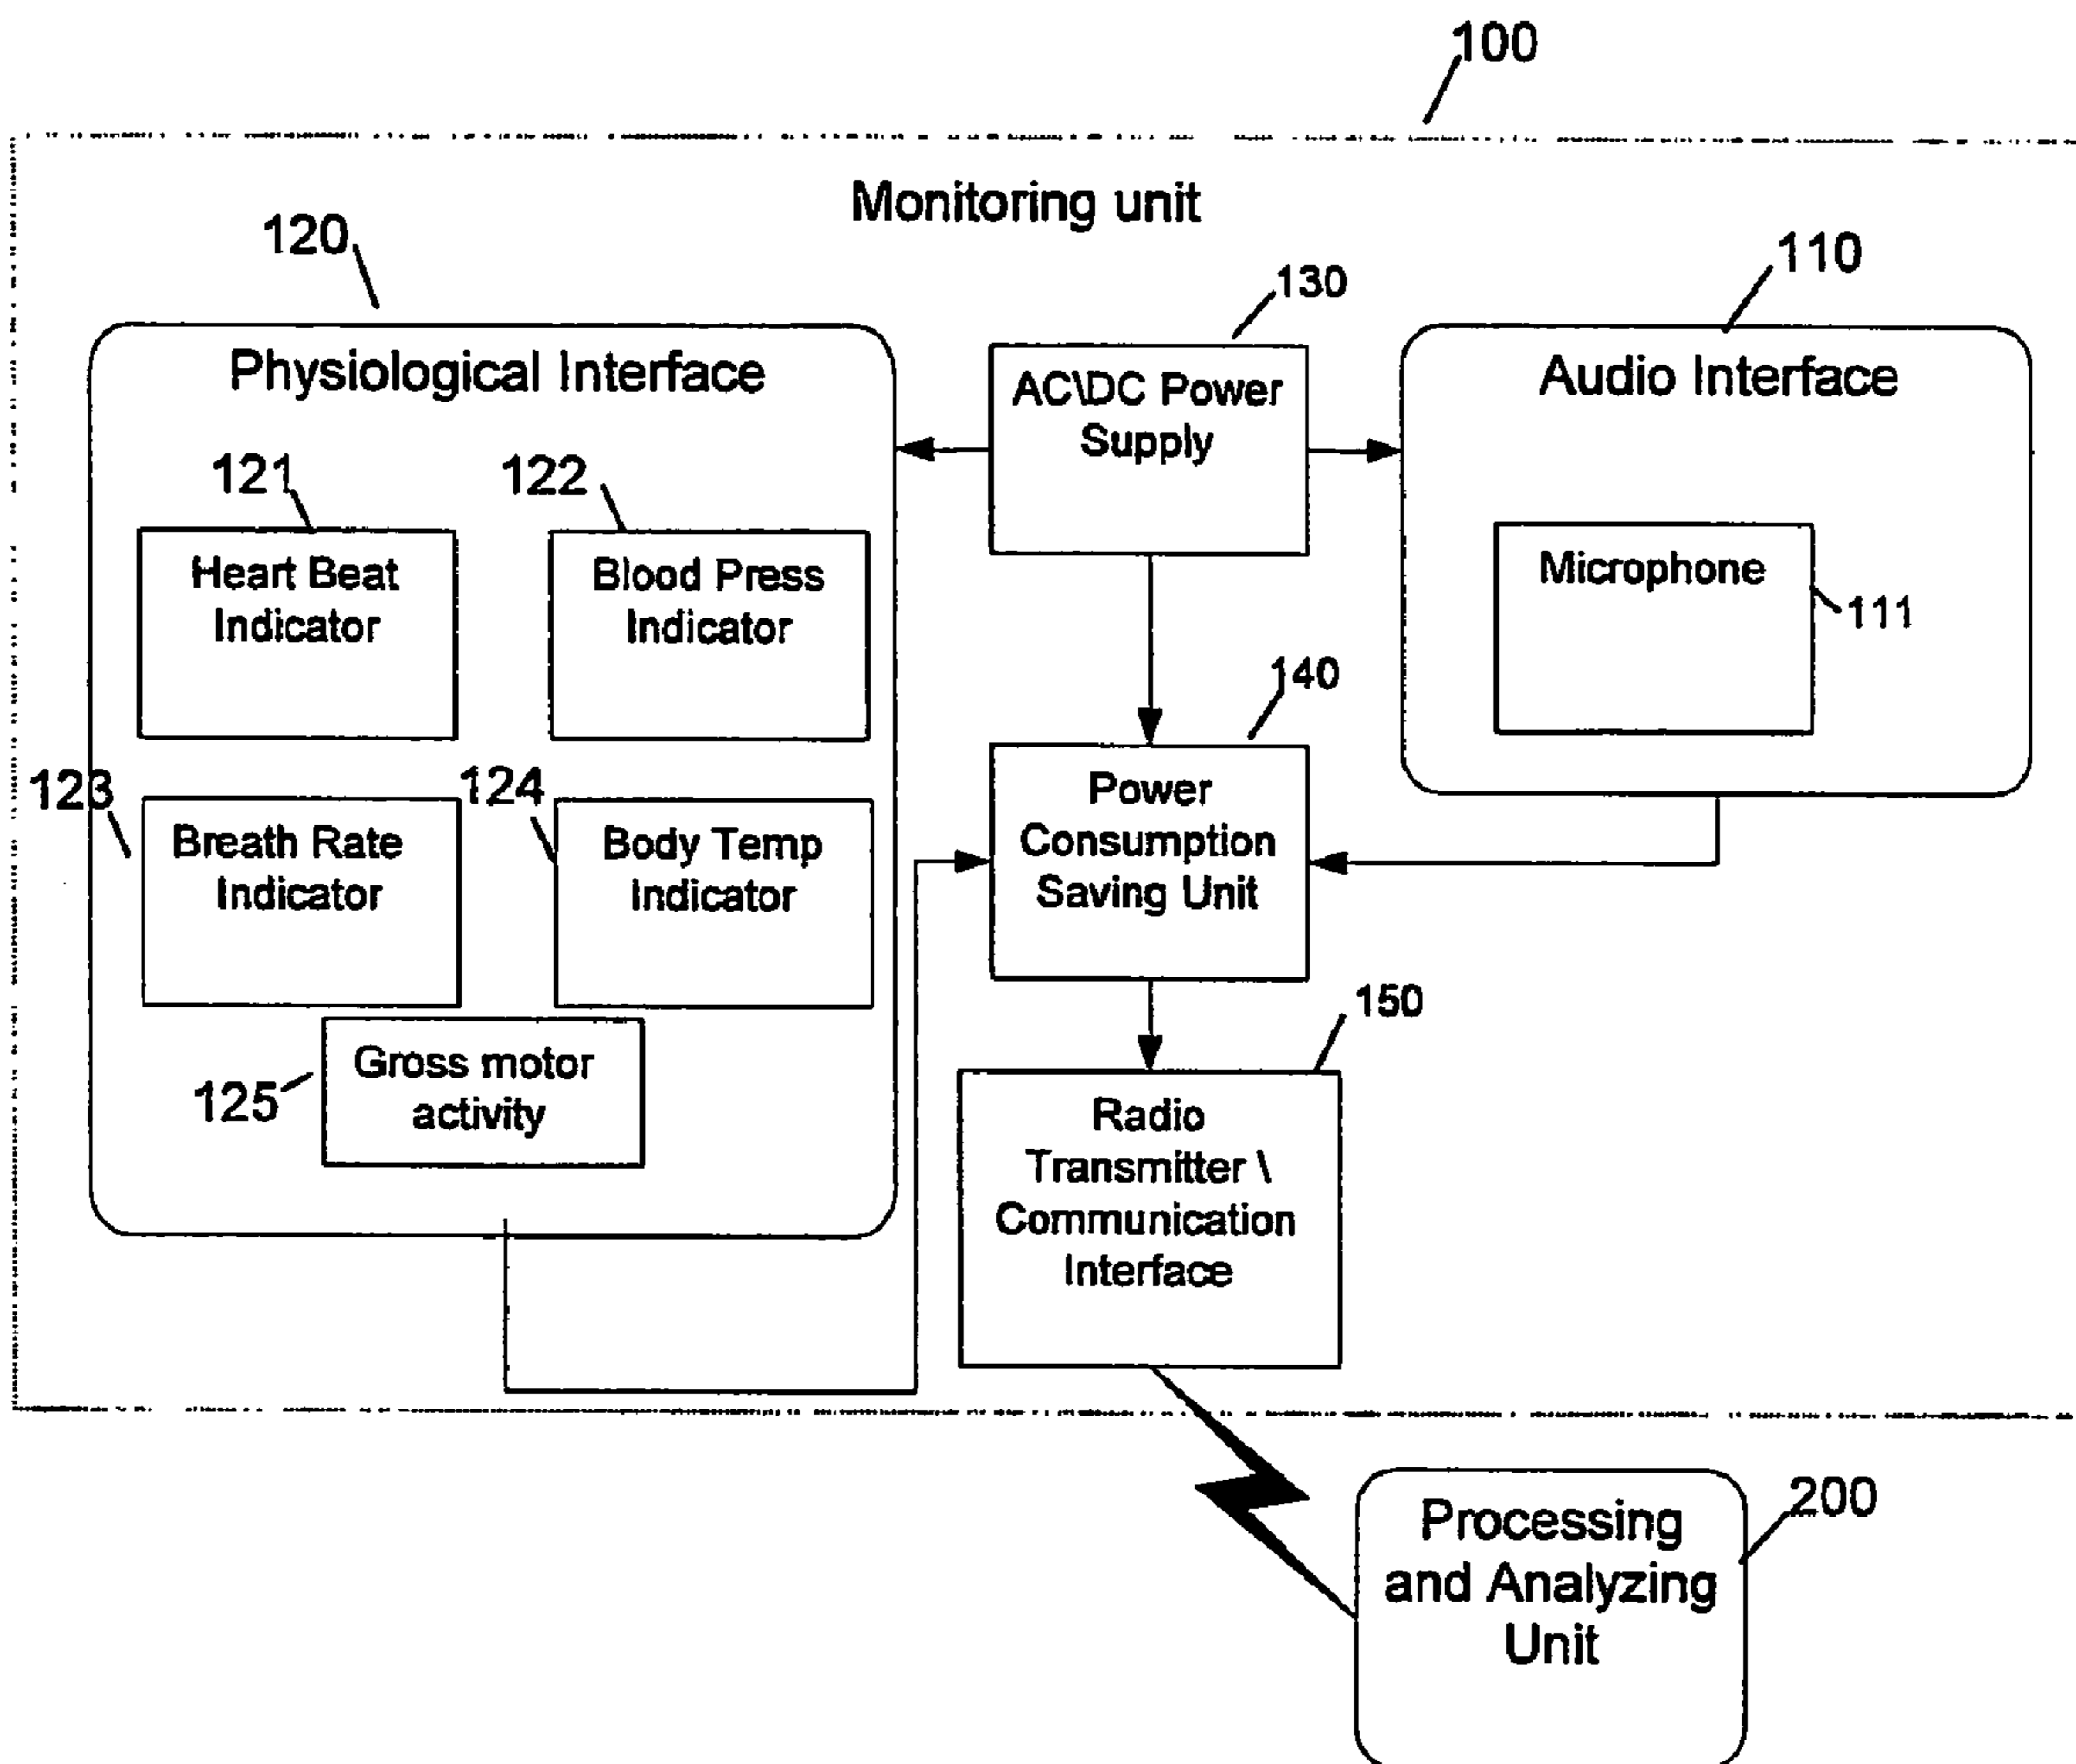 100
Monitoring unit
120
130
110
Physiological Interface
AC\DC Power
Supply
Audio Interface
121
122
Heart Beat
Indicator
Blood Press
Indicator
Microphone
111
140
123
124
Breath Rate
Indicator
Body Temp
Indicator
Power
Consumption
Saving Unit
150
125
Gross motor
activity
Radio
Transmitter \
Communication
Interface
200
Processing
and Analyzing
Unit